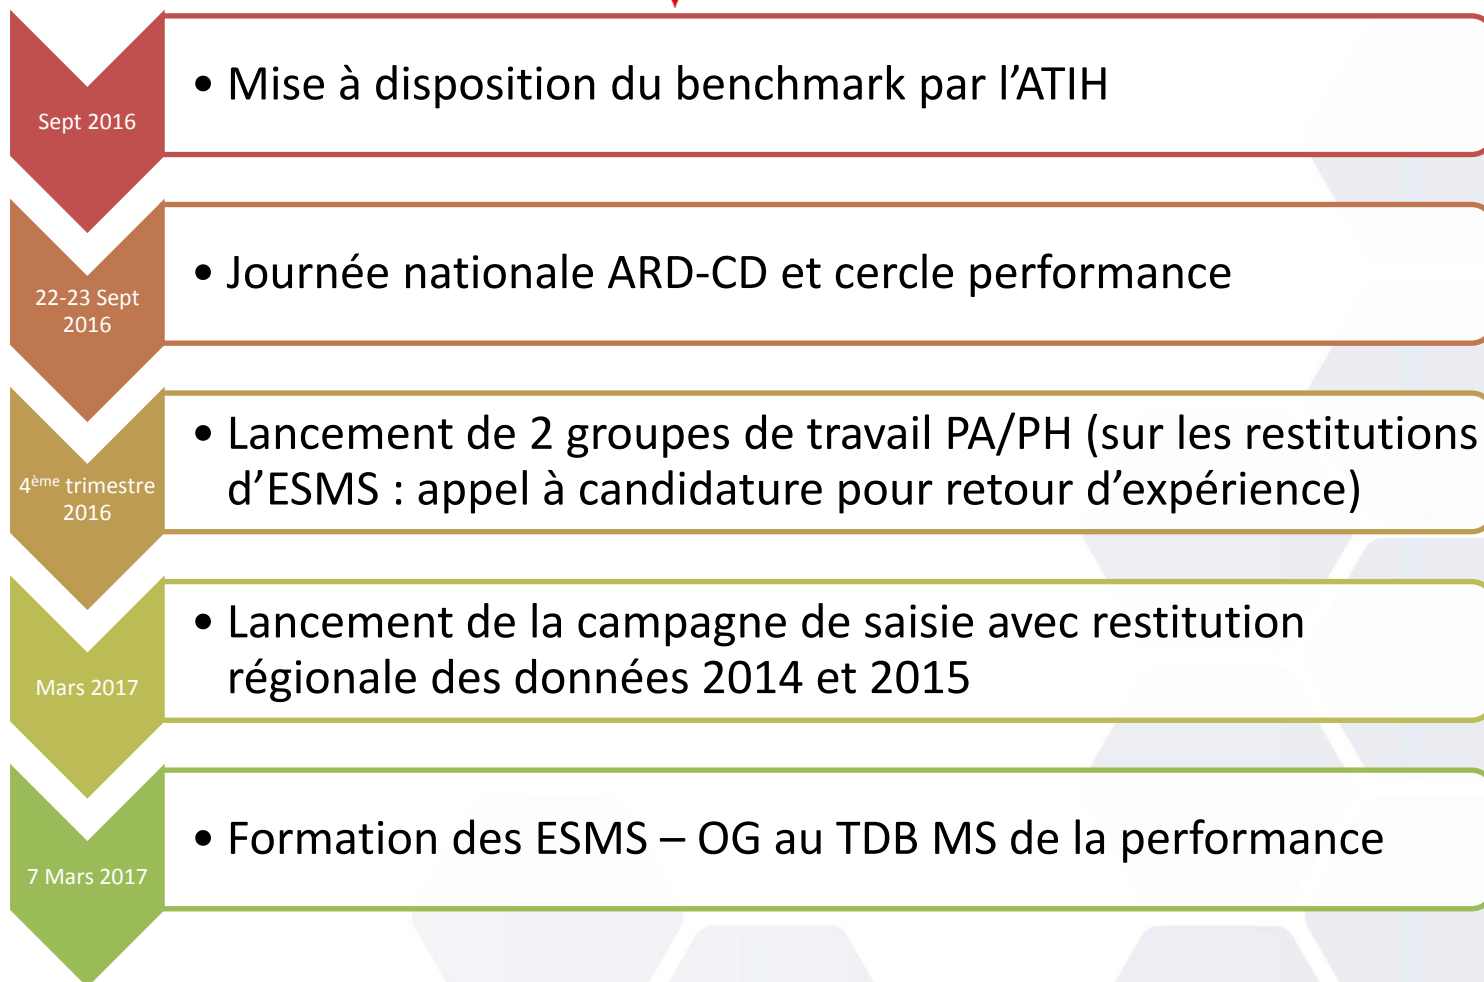 Sept 2016
• Mise à disposition du benchmark par l’ATIH
22-23 Sept
2016
• Journée nationale ARD-CD et cercle performance
4ème trimestre
2016
• Lancement de 2 groupes de travail PA/PH (sur les restitutions
d’ESMS : appel à candidature pour retour d’expérience)
Mars 2017
• Lancement de la campagne de saisie avec restitution
régionale des données 2014 et 2015
7 Mars 2017
• Formation des ESMS – OG au TDB MS de la performance